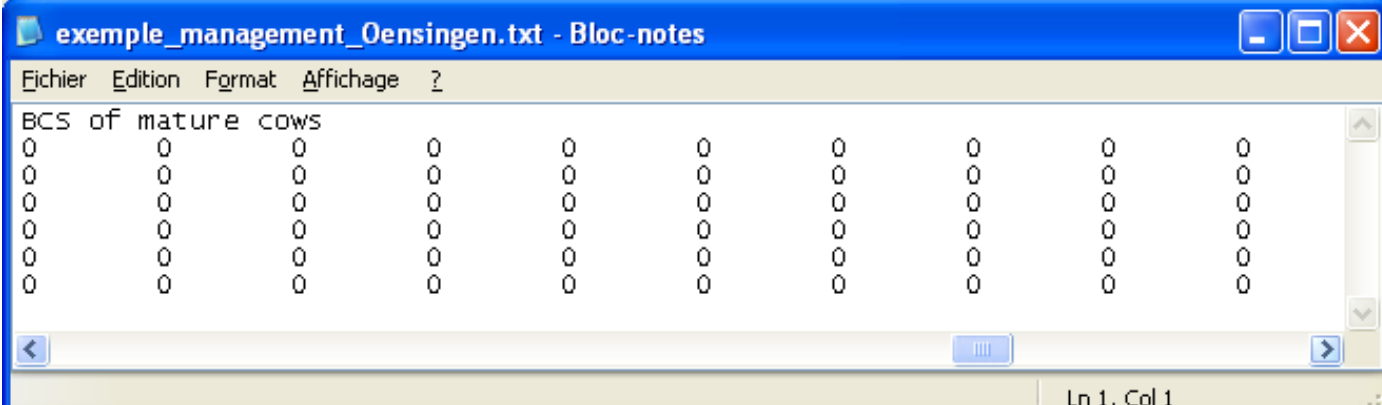 exemple_management_Oensingen.txt - Bloc-notes
Fichier Edition Format Affichage ?
BCS of mature cows
0 0 0 0 0 0 0 0 0 0
0 0 0 0 0 0 0 0 0 0
0 0 0 0 0 0 0 0 0 0
0 0 0 0 0 0 0 0 0 0
0 0 0 0 0 0 0 0 0 0
0 0 0 0 0 0 0 0 0 0
Ln 1, Col 1